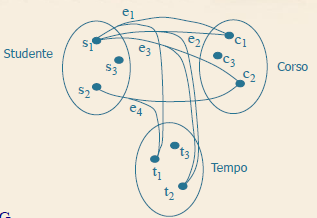 e1
Studente
s1
e3
e2
c1
s3
c3
Corso
s2
c2
e4
t3
t1
Tempo
t2
G